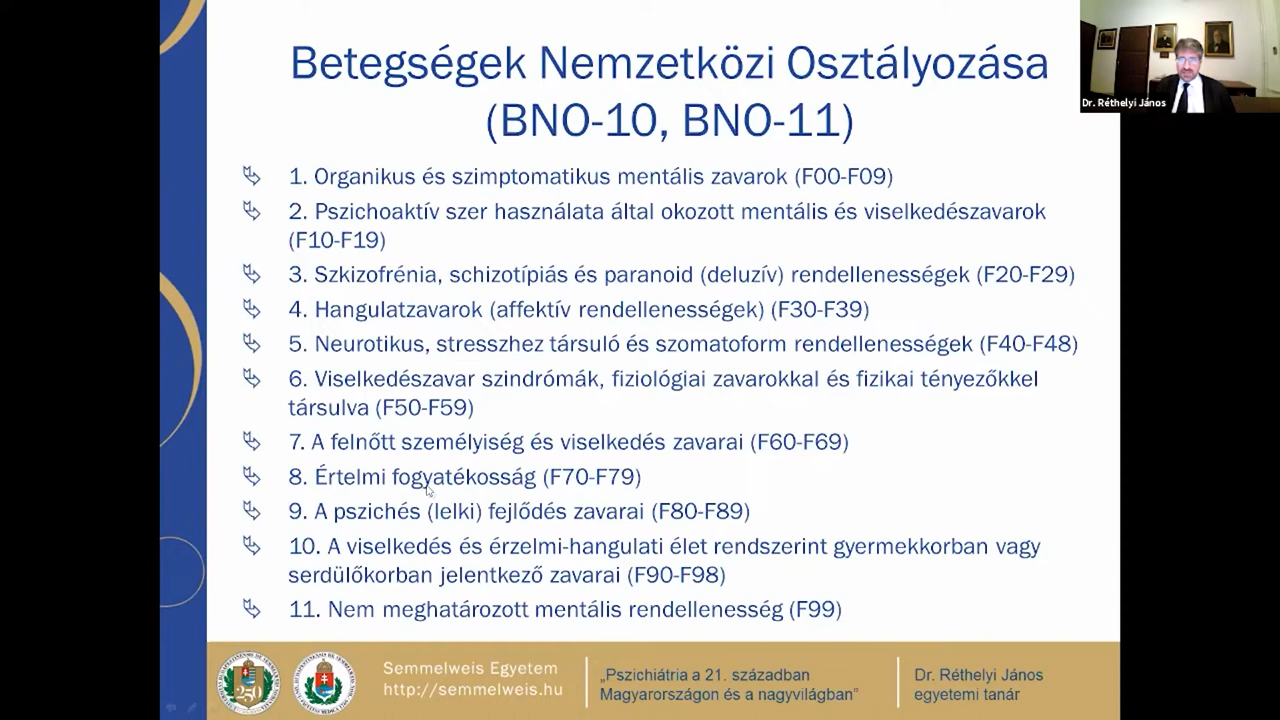 Betegségek Nemzetközi Osztályozása
(BNO-10, BNO-11)
Dr. Réthelyi János
1. Organikus és szimptomatikus mentális zavarok (F00-F09)
2. Pszichoaktív szer használata által okozott mentális és viselkedészavarok
(F10-F19)
3. Szkizofrénia, schizotípiás és paranoid (deluzív) rendellenességek (F20-F29)
4. Hangulatzavarok (affektív rendellenességek) (F30-F39)
5. Neurotikus, stresszhez társuló és szomatoform rendellenességek (F40-F48)
6. Viselkedészavar szindrómák, fiziológiai zavarokkal és fizikai tényezőkkel
társulva (F50-F59)
7. A felnőtt személyiség és viselkedés zavarai (F60-F69)
8. Értelmi fogyatékosság (F70-F79)
9. A pszichés (lelki) fejlődés zavarai (F80-F89)
10. A viselkedés és érzelmi-hangulati élet rendszerint gyermekkorban vagy
serdülőkorban jelentkező zavarai (F90-F98)
11. Nem meghatározott mentális rendellenesség (F99)
250
Semmelweis Egyetem
http://semmelweis.hu
„Pszichiátria a 21. században
Magyarországon és a nagyvilágban”
Dr. Réthelyi János
egyetemi tanár